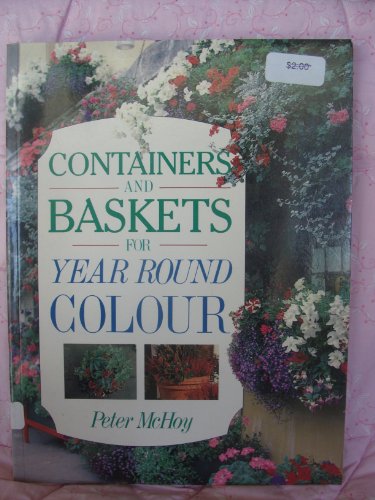 $2.00
CONTAINERS
AND
BASKETS
FOR
YEAR ROUND
COLOUR
Peter McHoy